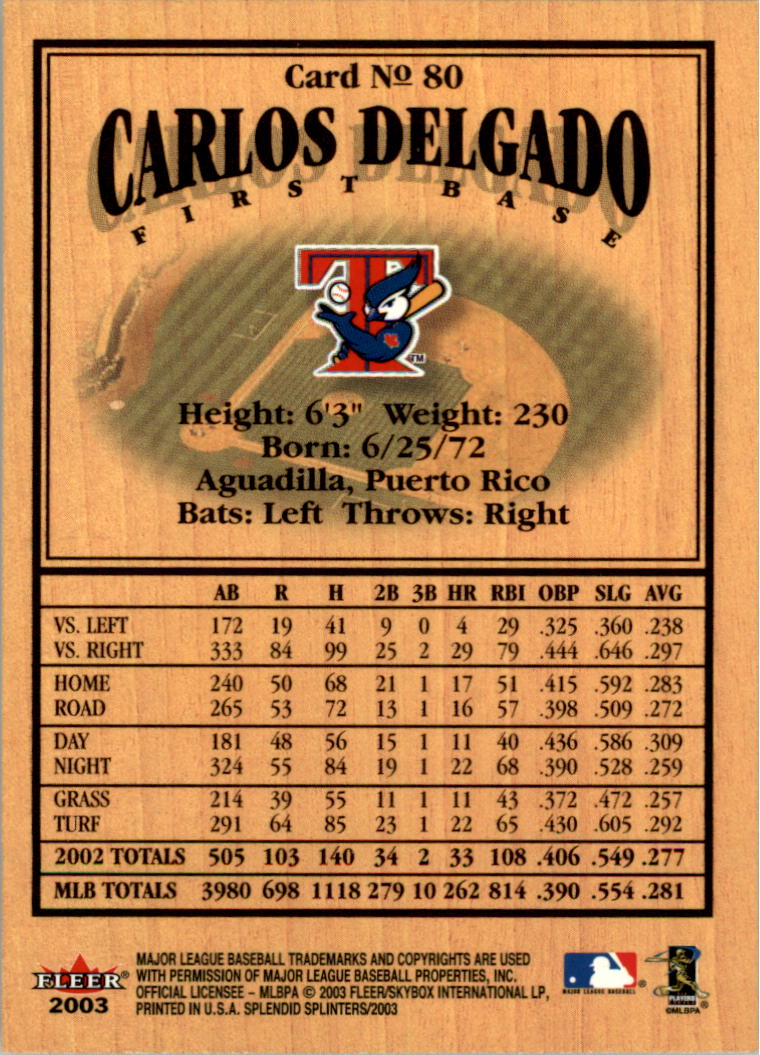 Card Nº 80
CARLOS DELGADO
FIRST BASE
T
TM
Height: 6'3" Weight: 230
Born: 6/25/72
Aguadilla, Puerto Rico
Bats: Left Throws: Right
AB R H 2B 3B HR RBI OBP SLG AVG
VS. LEFT 172 19 41 9 0 4 29 .325 .360 .238
VS. RIGHT 333 84 99 25 2 29 79 .444 .646 .297
HOME 240 50 68 21 1 17 51 .415 .592 .283
ROAD 265 53 72 13 1 16 57 .398 .509 .272
DAY 181 48 56 15 1 11 40 .436 .586 .309
NIGHT 324 55 84 19 1 22 68 .390 .528 .259
GRASS 214 39 55 11 1 11 43 .372 .472 .257
TURF 291 64 85 23 1 22 65 .430 .605 .292
2002 TOTALS 505 103 140 34 2 33 108 .406 .549 .277
MLB TOTALS 3980 698 1118 279 10 262 814 .390 .554 .281
FLEER®
2003
MAJOR LEAGUE BASEBALL TRADEMARKS AND COPYRIGHTS ARE USED
WITH PERMISSION OF MAJOR LEAGUE BASEBALL PROPERTIES, INC.
OFFICIAL LICENSEE – MLBPA © 2003 FLEER/SKYBOX INTERNATIONAL LP,
PRINTED IN U.S.A. SPLENDID SPLINTERS/2003
MAJOR LEAGUE BASEBALL ®
PLAYERS
©MLBPA